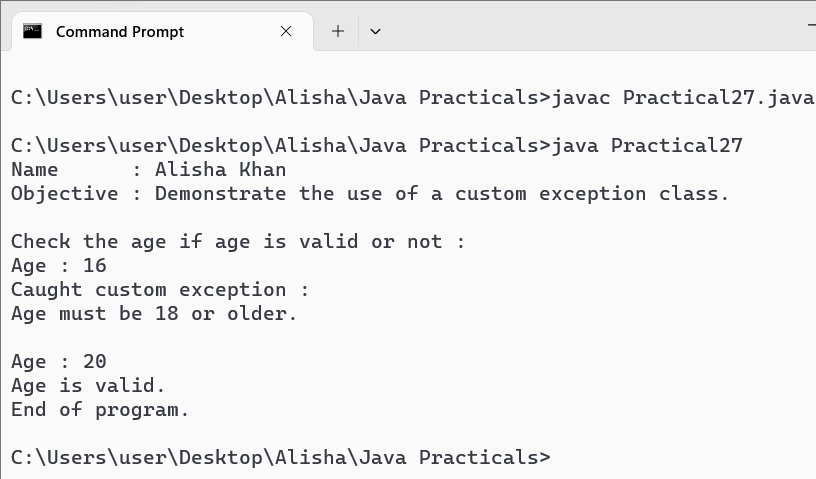 Command Prompt
C:\Users\user\Desktop\Alisha\Java Practicals>javac Practical27.java
C:\Users\user\Desktop\Alisha\Java Practicals>java Practical27
Name      : Alisha Khan
Objective : Demonstrate the use of a custom exception class.
Check the age if age is valid or not :
Age : 16
Caught custom exception :
Age must be 18 or older.
Age : 20
Age is valid.
End of program.
C:\Users\user\Desktop\Alisha\Java Practicals>